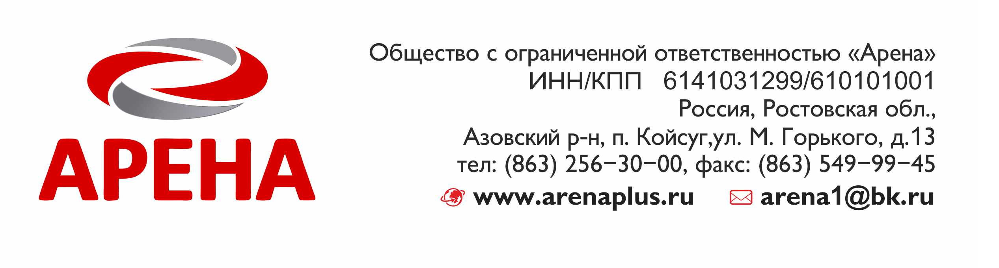 АРЕНА
Общество с ограниченной ответственностью «Арена»
ИНН/КПП 6141031299/610101001
Россия, Ростовская обл.,
Азовский р-н, п. Койсуг,ул. М. Горького, д.13
тел: (863) 256–30–00, факс: (863) 549–99–45
www.arenaplus.ru arena1@bk.ru